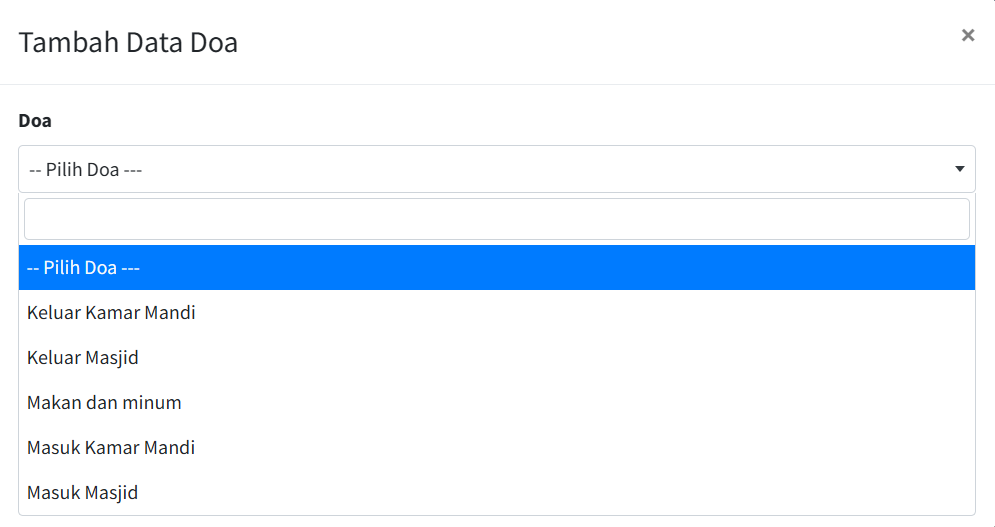 Tambah Data Doa
×
Doa
-- Pilih Doa ---
-- Pilih Doa ---
Keluar Kamar Mandi
Keluar Masjid
Makan dan minum
Masuk Kamar Mandi
Masuk Masjid